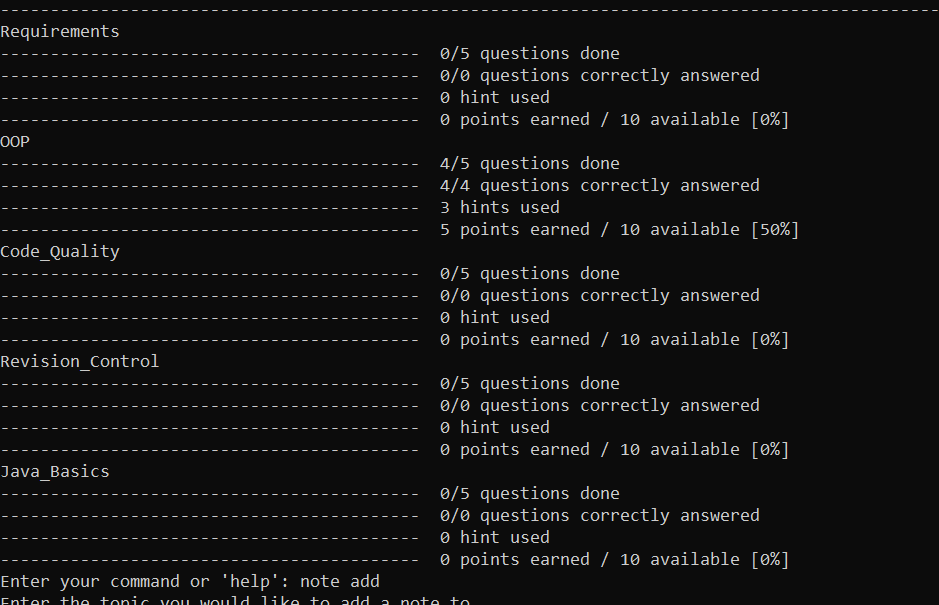 ----------------------------------------------------------------------------------------------
Requirements
------------------------------------------  0/5 questions done
------------------------------------------  0/0 questions correctly answered
------------------------------------------  0 hint used
------------------------------------------  0 points earned / 10 available [0%]
OOP
------------------------------------------  4/5 questions done
------------------------------------------  4/4 questions correctly answered
------------------------------------------  3 hints used
------------------------------------------  5 points earned / 10 available [50%]
Code_Quality
------------------------------------------  0/5 questions done
------------------------------------------  0/0 questions correctly answered
------------------------------------------  0 hint used
------------------------------------------  0 points earned / 10 available [0%]
Revision_Control
------------------------------------------  0/5 questions done
------------------------------------------  0/0 questions correctly answered
------------------------------------------  0 hint used
------------------------------------------  0 points earned / 10 available [0%]
Java_Basics
------------------------------------------  0/5 questions done
------------------------------------------  0/0 questions correctly answered
------------------------------------------  0 hint used
------------------------------------------  0 points earned / 10 available [0%]
Enter your command or 'help': note add
Enter the topic you would like to add a note to